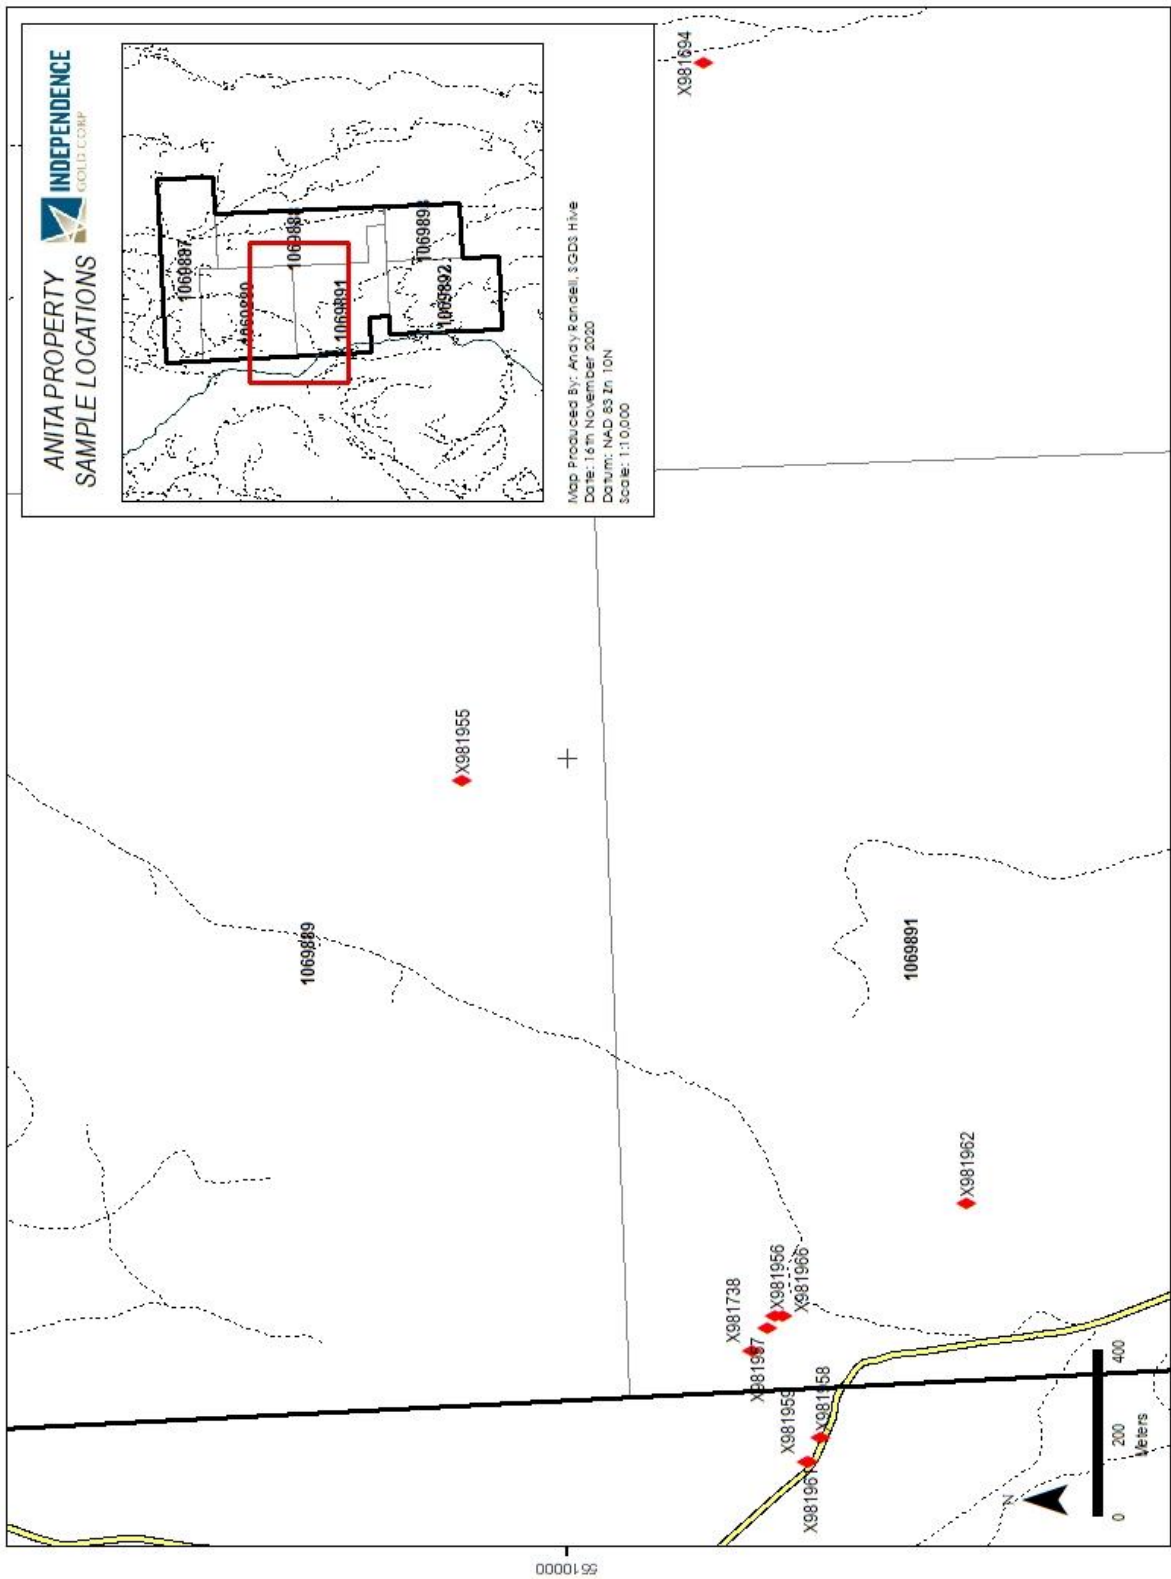 ANITA PROPERTY
SAMPLE LOCATIONS
INDEPENDENCE
GOLD CORP
1069887
1069888
1069889
1069891
1069892
Map Produced By: Andy Randell, SGDS Hive
Date: 16th November 2020
Datum: NAD 83 Zn 10N
Scale: 1:10,000
X981694
X981955
1069889
1069891
X981962
X981738
X981956
X981966
X981958
X981959
X981961
N
0 200 400
Meters
5510000